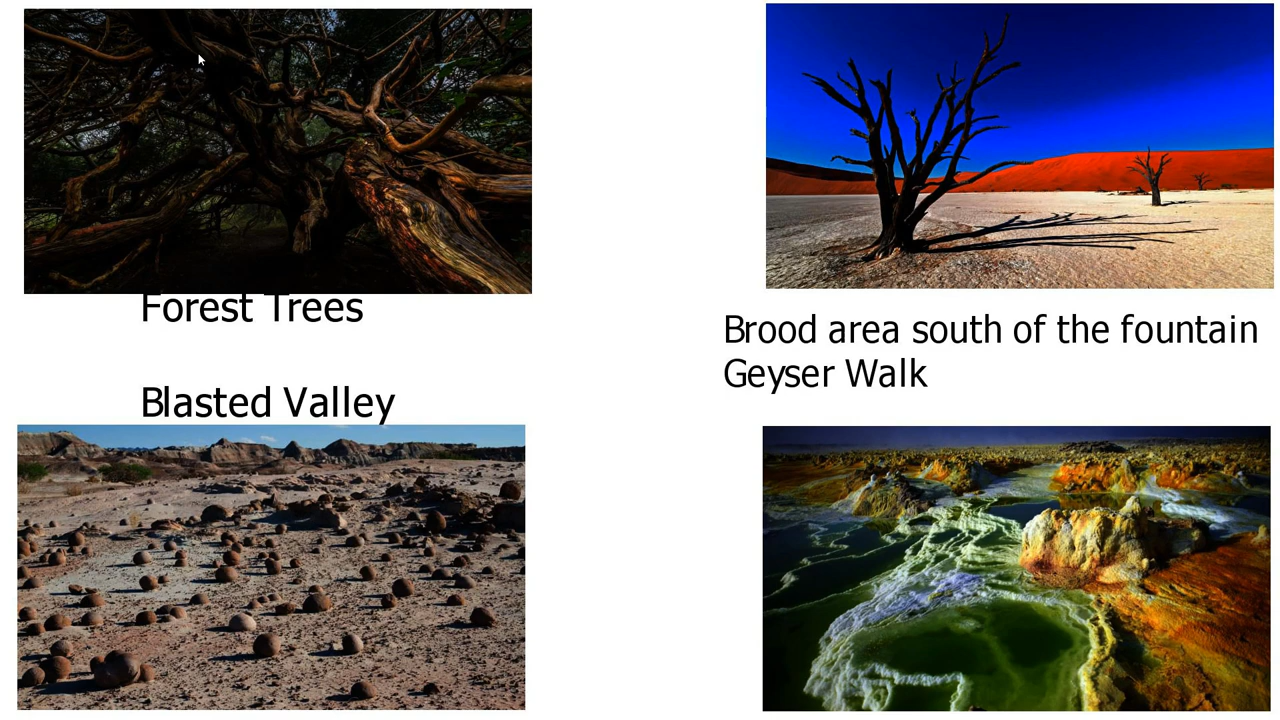 Forest Trees
Brood area south of the fountain
Geyser Walk
Blasted Valley